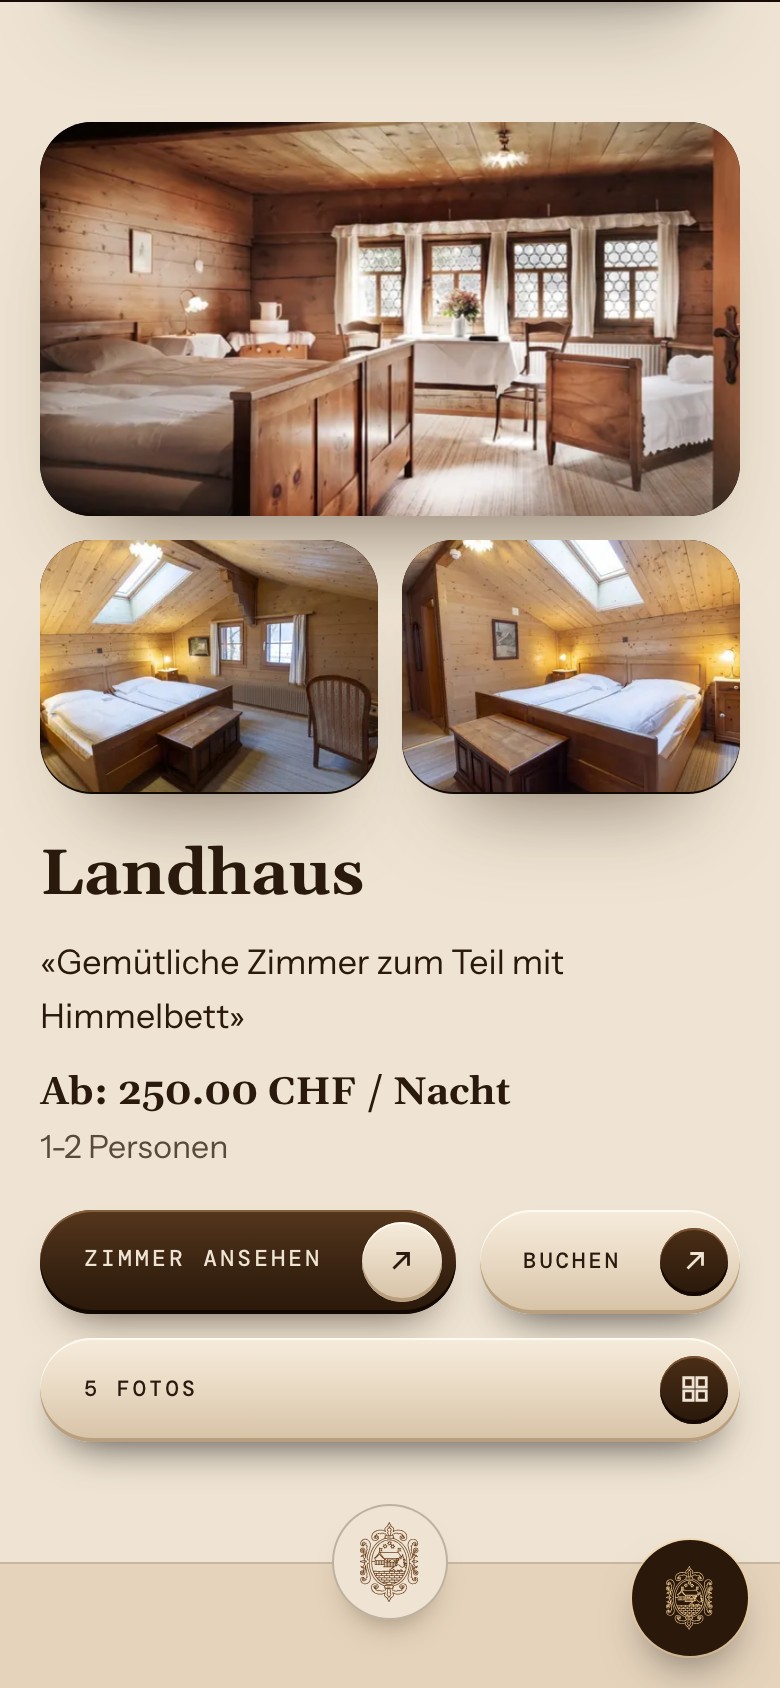 Landhaus
«Gemütliche Zimmer zum Teil mit
Himmelbett»
Ab: 250.00 CHF / Nacht
1-2 Personen
ZIMMER ANSEHEN
BUCHEN
5 FOTOS